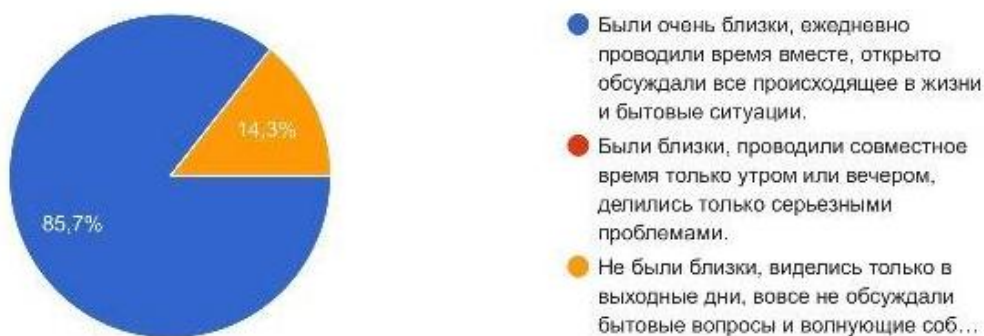 14,3%
85,7%
Были очень близки, ежедневно
проводили время вместе, открыто
обсуждали все происходящее в жизни
и бытовые ситуации.
Были близки, проводили совместное
время только утром или вечером,
делились только серьезными
проблемами.
Не были близки, виделись только в
выходные дни, вовсе не обсуждали
бытовые вопросы и волнующие соб…